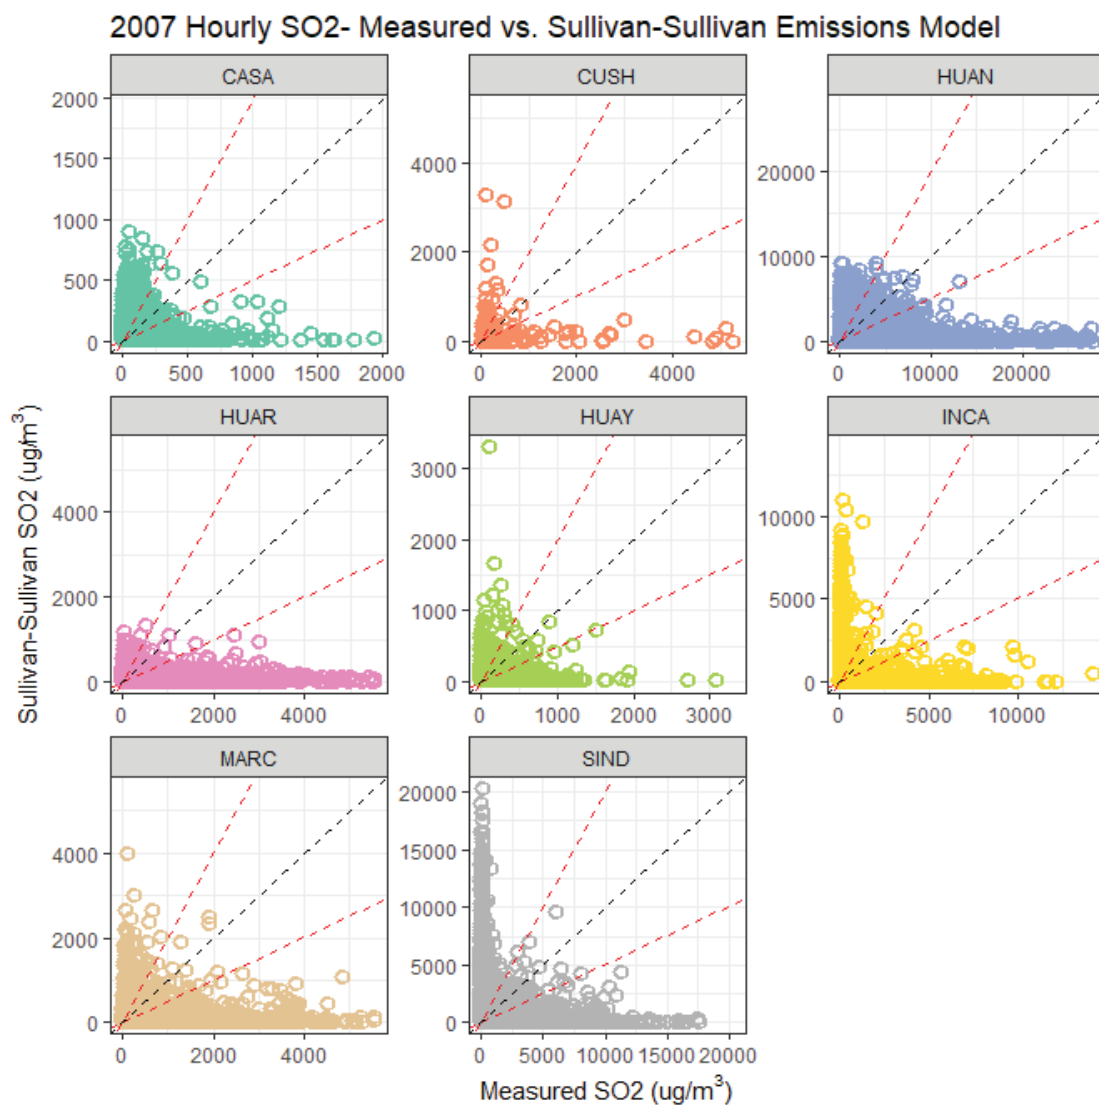 2007 Hourly SO2- Measured vs. Sullivan-Sullivan Emissions Model
CASA
CUSH
HUAN
2000
1500
1000
500
0
4000
2000
0
20000
10000
0
0 500 1000 1500 2000
0 2000 4000
0 10000 20000
HUAR
HUAY
INCA
4000
2000
0
3000
2000
1000
0
10000
5000
0
0 2000 4000
0 1000 2000 3000
0 5000 10000
MARC
SIND
4000
2000
0
20000
15000
10000
5000
0
0 1000 2000 3000 4000 5000
0 5000 10000 15000 20000
Sullivan-Sullivan SO2 (ug/m³)
Measured SO2 (ug/m³)